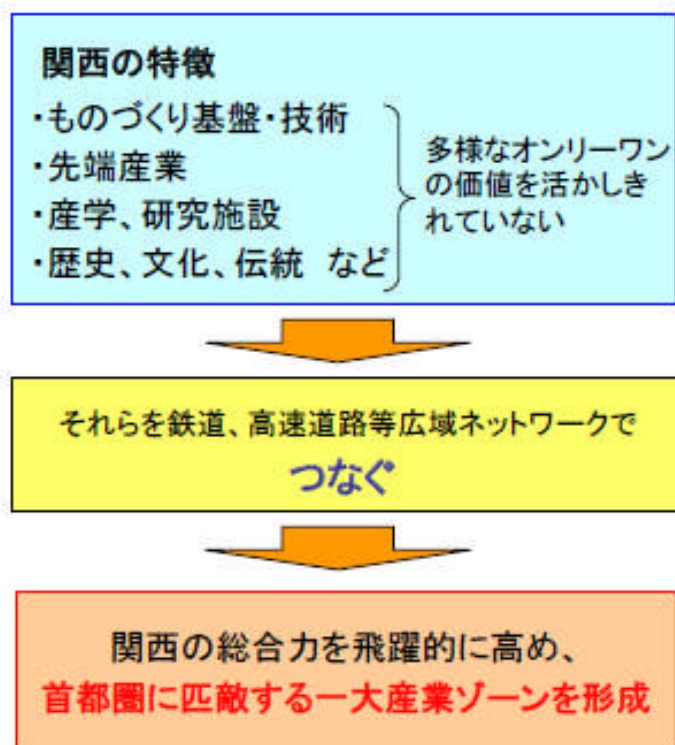 関西の特徴
・ものづくり基盤・技術
・先端産業
・産学、研究施設
・歴史、文化、伝統 など
多様なオンリーワン
の価値を活かしき
れていない
それらを鉄道、高速道路等広域ネットワークで
つなぐ
関西の総合力を飛躍的に高め、
首都圏に匹敵する一大産業ゾーンを形成